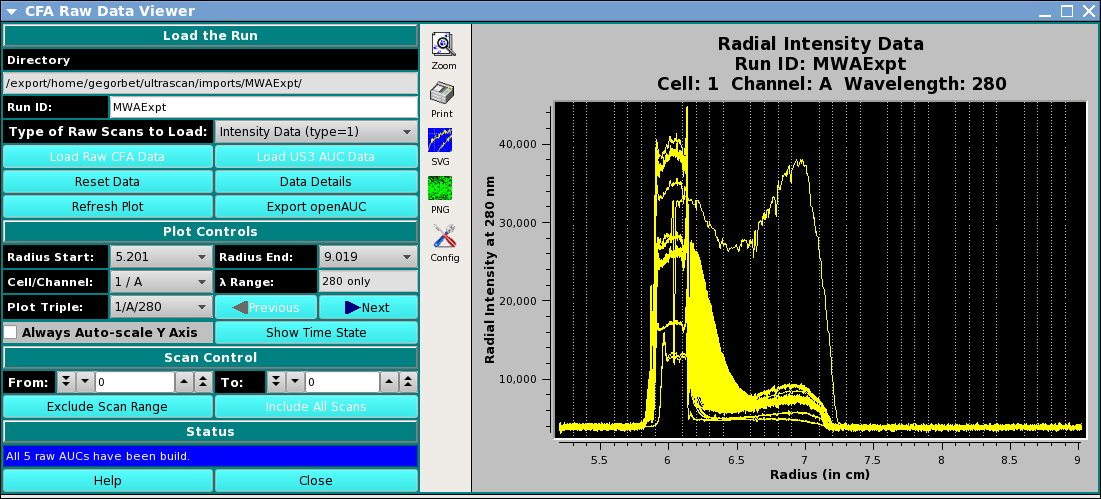 CFA Raw Data Viewer
Load the Run
Directory
/export/home/gegorbet/ultrascan/imports/MWAExpt/
Run ID: MWAExpt
Type of Raw Scans to Load: Intensity Data (type=1)
Load Raw CFA Data Load US3 AUC Data
Reset Data Data Details
Refresh Plot Export openAUC
Plot Controls
Radius Start: 5.201 Radius End: 9.019
Cell/Channel: 1 / A λ Range: 280 only
Plot Triple: 1/A/280 Previous Next
Always Auto-scale Y Axis Show Time State
Scan Control
From: 0 To: 0
Exclude Scan Range Include All Scans
Status
All 5 raw AUCs have been build.
Help Close
Zoom
Print
SVG
PNG
Config
Radial Intensity Data
Run ID: MWAExpt
Cell: 1 Channel: A Wavelength: 280
Radial Intensity at 280 nm
40,000
30,000
20,000
10,000
5.5 6 6.5 7 7.5 8 8.5 9
Radius (in cm)